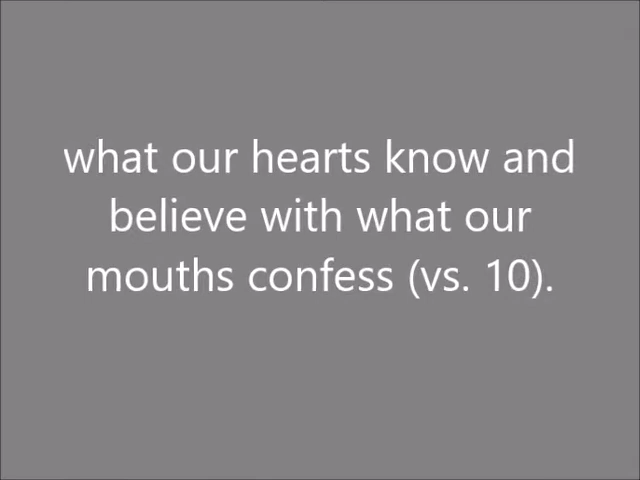 what our hearts know and
believe with what our
mouths confess (vs. 10).